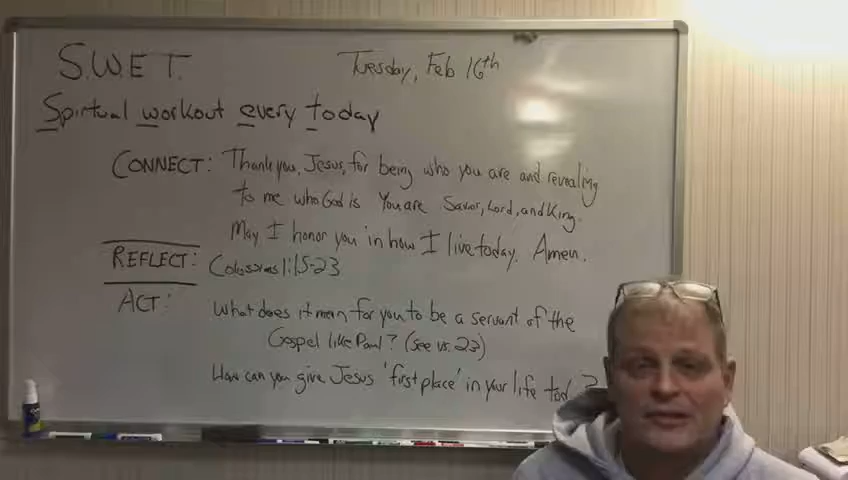 S.W.E.T.
Tuesday, Feb 16th
Spirtual workout every today
CONNECT: Thank you, Jesus, for being who you are and revealing
to me who God is. You are Savior, Lord, and King.
May I honor you in how I live today. Amen.
REFLECT: Colossians 1:15-23
ACT: What does it mean for you to be a servant of the
Gospel like Paul? (see vs. 23)
How can you give Jesus 'first place' in your life tod ?